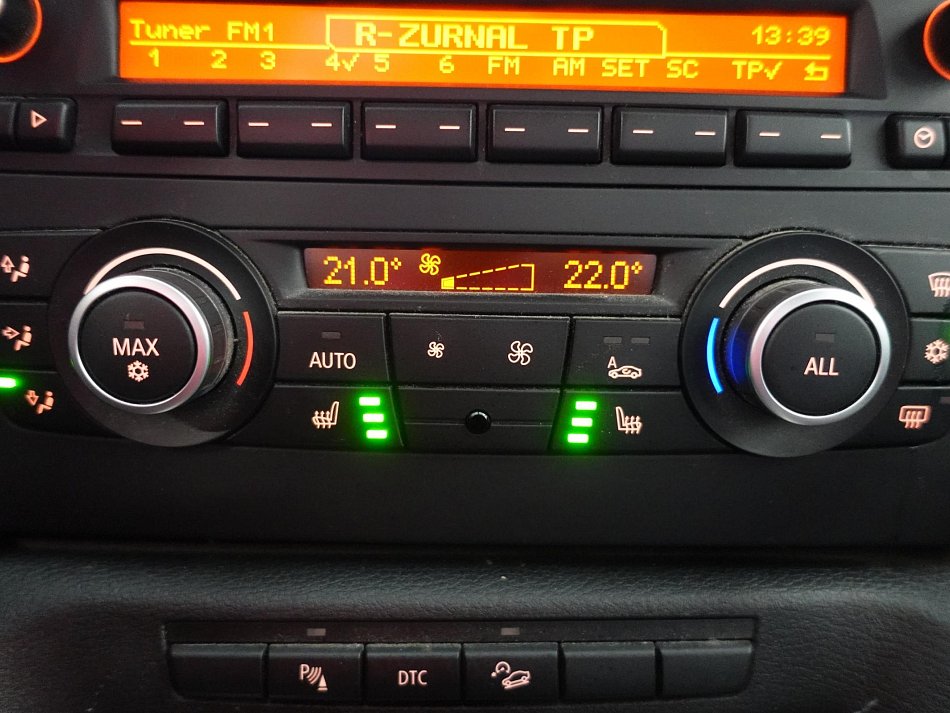 Tuner FM1 R-ZURNAL TP 13:39
1 2 3 4✓ 5 6 FM AM SET SC TP✓
21.0° 22.0°
MAX AUTO A ALL
P DTC